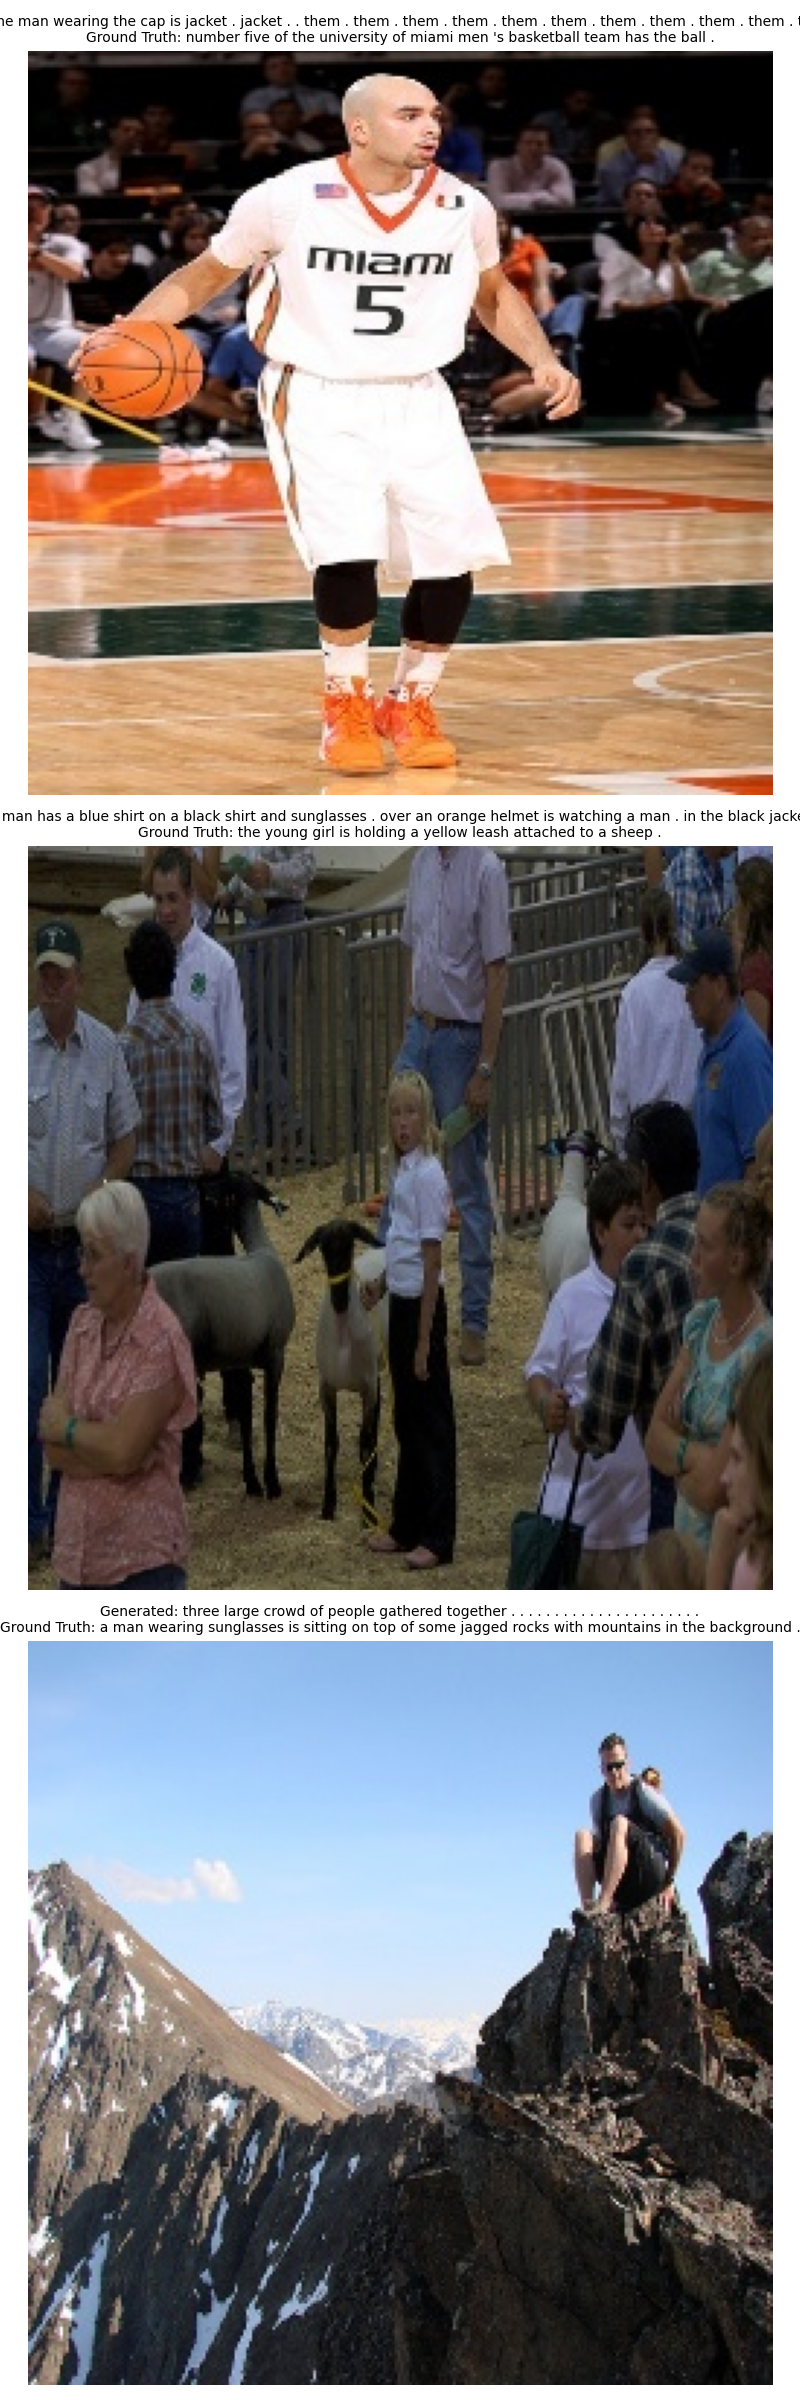 man wearing the cap is jacket . jacket . . them . them . them . them . them . them . them . them . them . them .
Ground Truth: number five of the university of miami men 's basketball team has the ball .
miami
5
man has a blue shirt on a black shirt and sunglasses . over an orange helmet is watching a man . in the black
Ground Truth: the young girl is holding a yellow leash attached to a sheep .
Generated: three large crowd of people gathered together . . . . . . . . . . . . . . . . . . . . . .
Ground Truth: a man wearing sunglasses is sitting on top of some jagged rocks with mountains in the background .